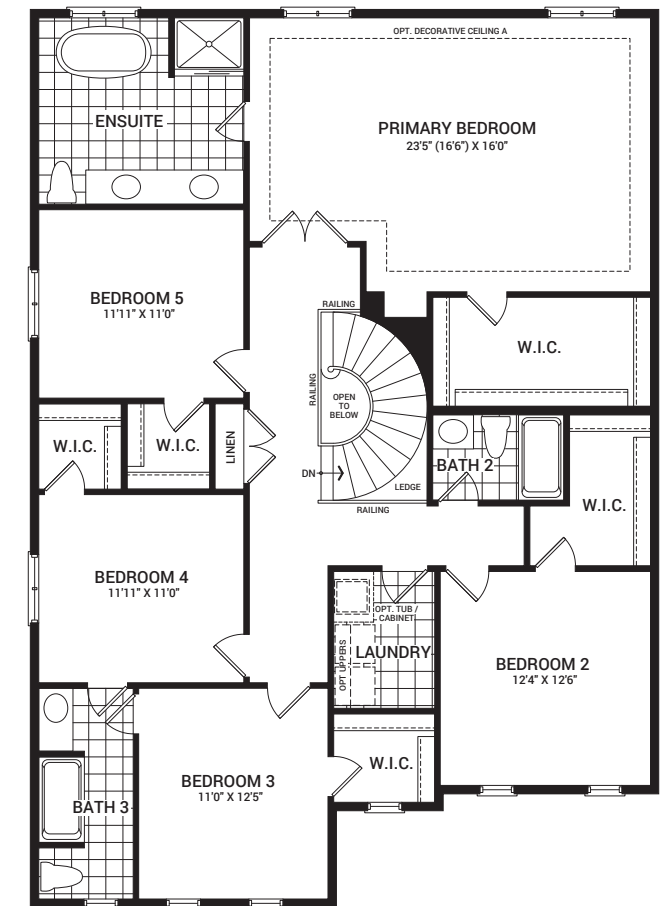 OPT. DECORATIVE CEILING A
ENSUITE
PRIMARY BEDROOM
23'5" (16'6") X 16'0"
BEDROOM 5
11'11" X 11'0"
RAILING
W.I.C.
RAILING
OPEN
TO
BELOW
W.I.C.
W.I.C.
LINEN
BATH 2
DN
LEDGE
W.I.C.
RAILING
BEDROOM 4
11'11" X 11'0"
OPT. TUB /
CABINET
OPT UPPERS
LAUNDRY
BEDROOM 2
12'4" X 12'6"
W.I.C.
BEDROOM 3
11'0" X 12'5"
BATH 3